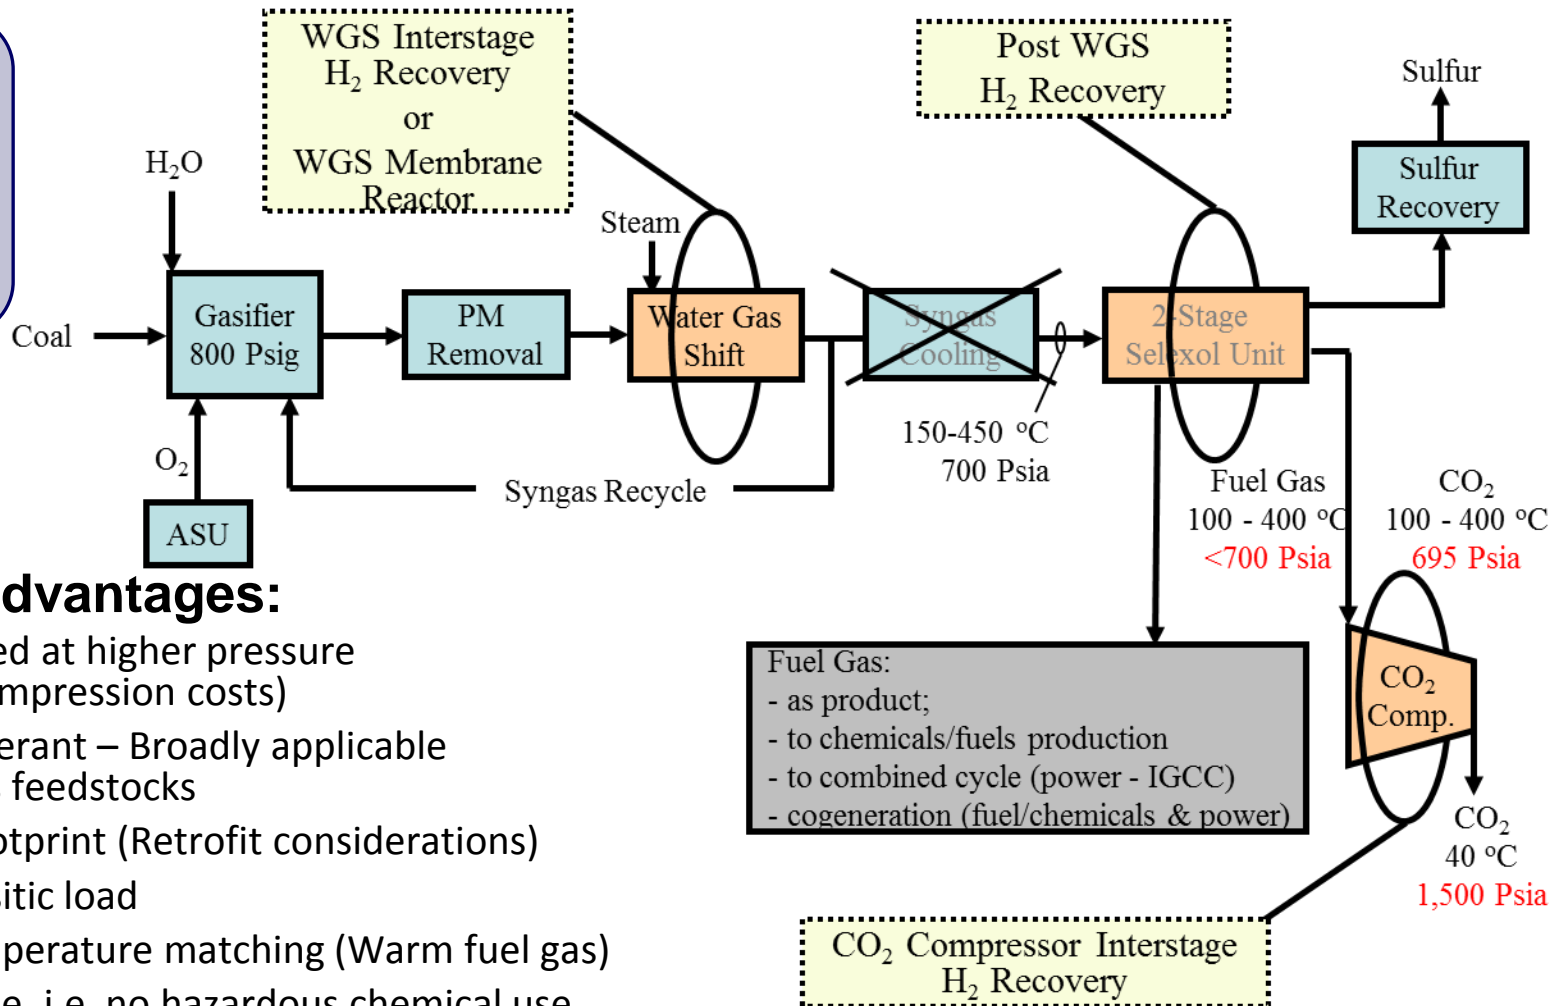 WGS Interstage
H₂ Recovery
or
WGS Membrane
Reactor
Post WGS
H₂ Recovery
Sulfur
Sulfur
Recovery
H₂O
Steam
Coal
Gasifier
800 Psig
PM
Removal
Water Gas
Shift
Syngas
Cooling
2-Stage
Selexol Unit
150-450 °C
700 Psia
O₂
Syngas Recycle
ASU
Fuel Gas
100 - 400 °C
<700 Psia
CO₂
100 - 400 °C
695 Psia
dvantages:
ed at higher pressure
mpression costs)
erant – Broadly applicable
s feedstocks
otprint (Retrofit considerations)
sitic load
perature matching (Warm fuel gas)
e, i.e. no hazardous chemical use
Fuel Gas:
- as product;
- to chemicals/fuels production
- to combined cycle (power - IGCC)
- cogeneration (fuel/chemicals & power)
CO₂
Comp.
CO₂
40 °C
1,500 Psia
CO₂ Compressor Interstage
H₂ Recovery